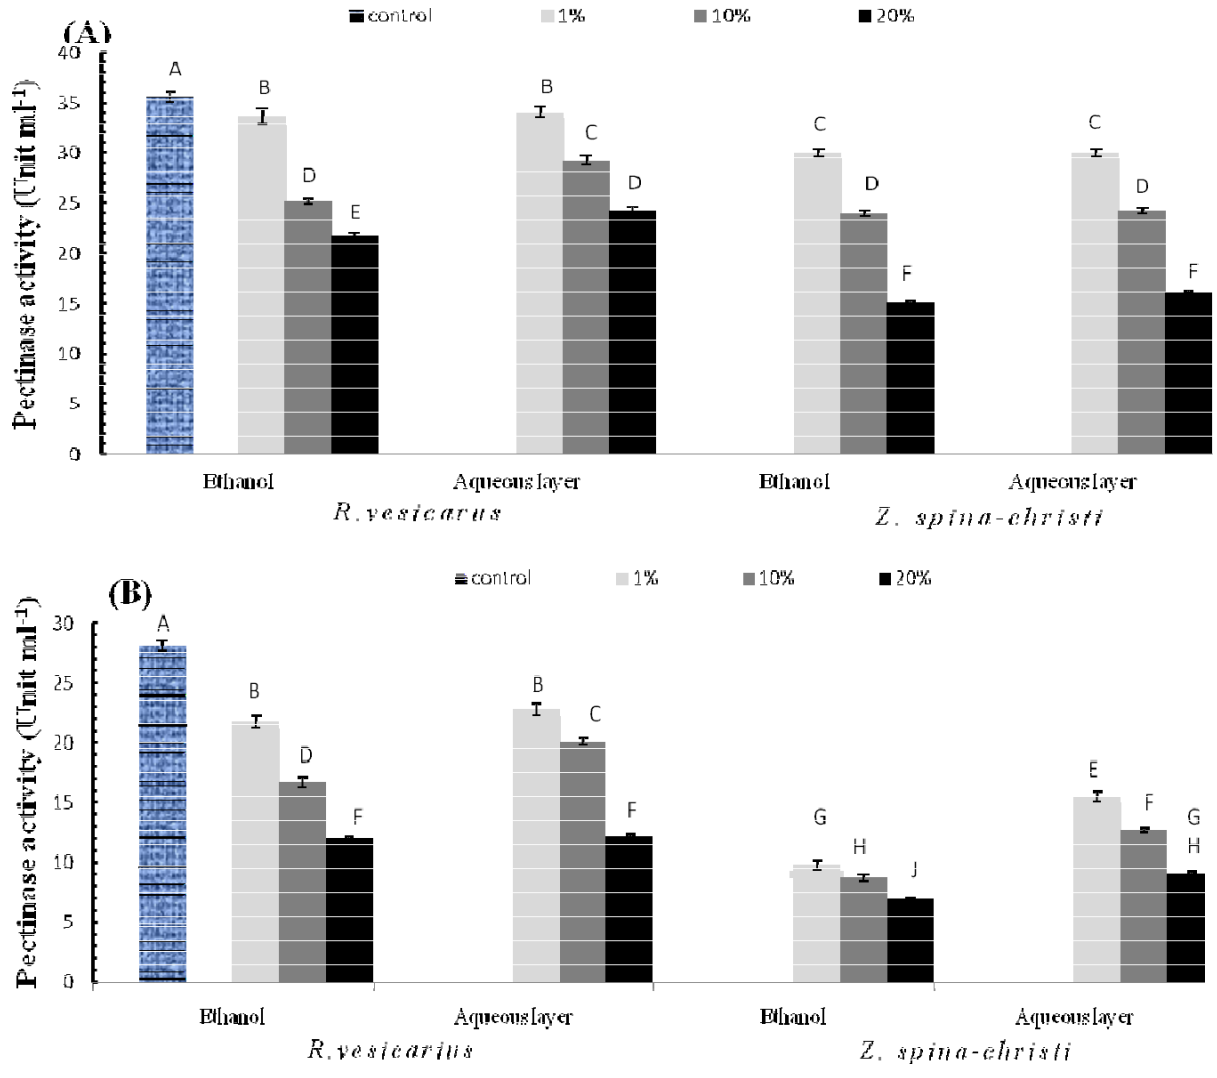 (A)
control 1% 10% 20%
Pectinase activity (Unit ml-1)
40
35
30
25
20
15
10
5
0
A B D E B C D C D F C D F
Ethanol Aqueous layer Ethanol Aqueous layer
R.vesicarus Z. spina-christi
(B)
control 1% 10% 20%
Pectinase activity (Unit ml-1)
30
25
20
15
10
5
0
A B D F B C F G H J E F G H
Ethanol Aqueous layer Ethanol Aqueous layer
R.vesicarius Z. spina-christi